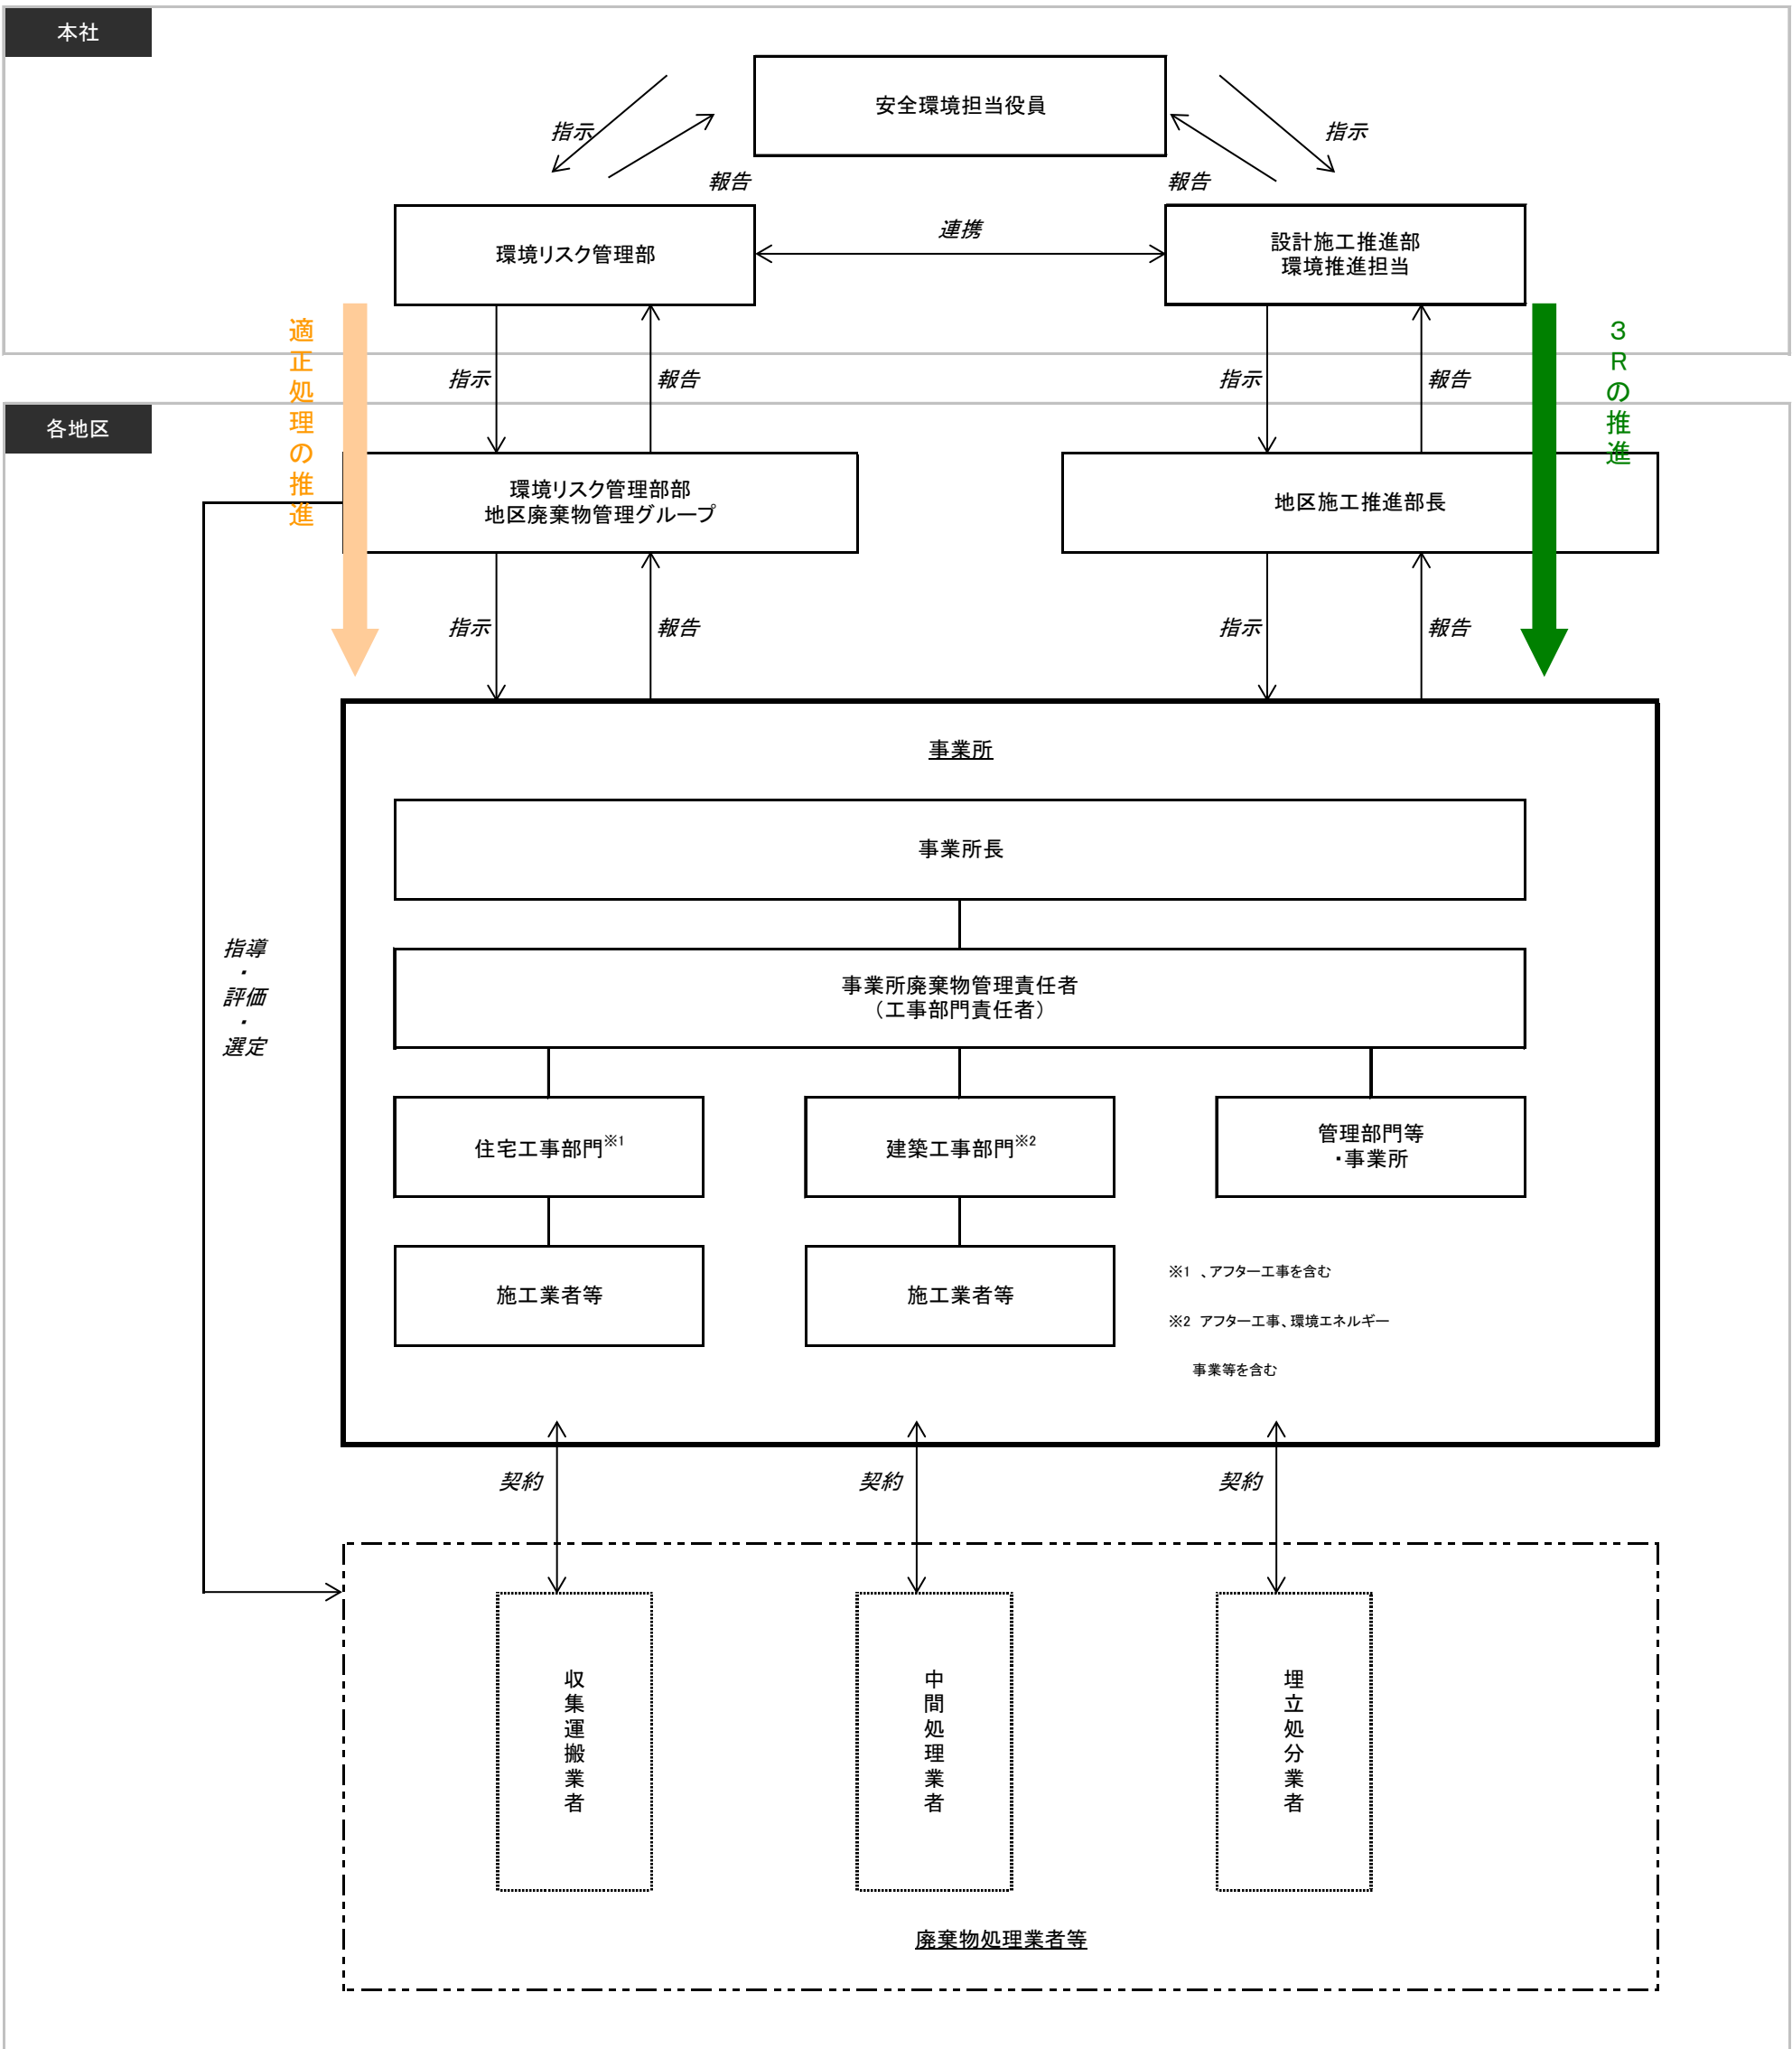 本社
安全環境担当役員
指示
指示
報告
報告
連携
環境リスク管理部
設計施工推進部
環境推進担当
適正処理の推進
３Ｒの推進
指示
報告
指示
報告
各地区
環境リスク管理部部
地区廃棄物管理グループ
地区施工推進部長
指示
報告
指示
報告
事業所
事業所長
指導
・
評価
・
選定
事業所廃棄物管理責任者
（工事部門責任者）
住宅工事部門※1
建築工事部門※2
管理部門等
・事業所
施工業者等
施工業者等
※1 、アフター工事を含む
※2 アフター工事、環境エネルギー
事業等を含む
契約
契約
契約
収集運搬業者
中間処理業者
埋立処分業者
廃棄物処理業者等